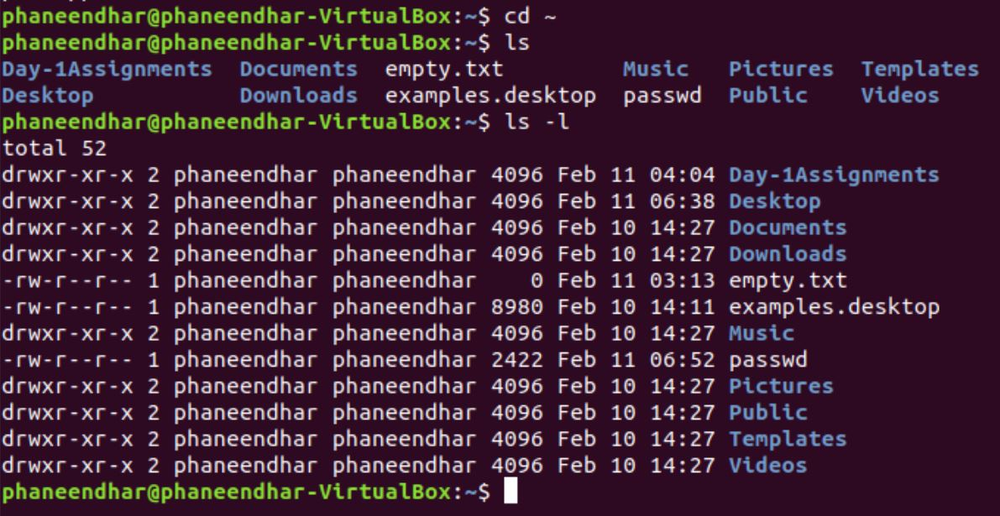 phaneendhar@phaneendhar-VirtualBox:~$ cd ~
phaneendhar@phaneendhar-VirtualBox:~$ ls
Day-1Assignments  Documents  empty.txt         Music   Pictures  Templates
Desktop           Downloads  examples.desktop  passwd  Public    Videos
phaneendhar@phaneendhar-VirtualBox:~$ ls -l
total 52
drwxr-xr-x 2 phaneendhar phaneendhar 4096 Feb 11 04:04 Day-1Assignments
drwxr-xr-x 2 phaneendhar phaneendhar 4096 Feb 11 06:38 Desktop
drwxr-xr-x 2 phaneendhar phaneendhar 4096 Feb 10 14:27 Documents
drwxr-xr-x 2 phaneendhar phaneendhar 4096 Feb 10 14:27 Downloads
-rw-r--r-- 1 phaneendhar phaneendhar    0 Feb 11 03:13 empty.txt
-rw-r--r-- 1 phaneendhar phaneendhar 8980 Feb 10 14:11 examples.desktop
drwxr-xr-x 2 phaneendhar phaneendhar 4096 Feb 10 14:27 Music
-rw-r--r-- 1 phaneendhar phaneendhar 2422 Feb 11 06:52 passwd
drwxr-xr-x 2 phaneendhar phaneendhar 4096 Feb 10 14:27 Pictures
drwxr-xr-x 2 phaneendhar phaneendhar 4096 Feb 10 14:27 Public
drwxr-xr-x 2 phaneendhar phaneendhar 4096 Feb 10 14:27 Templates
drwxr-xr-x 2 phaneendhar phaneendhar 4096 Feb 10 14:27 Videos
phaneendhar@phaneendhar-VirtualBox:~$